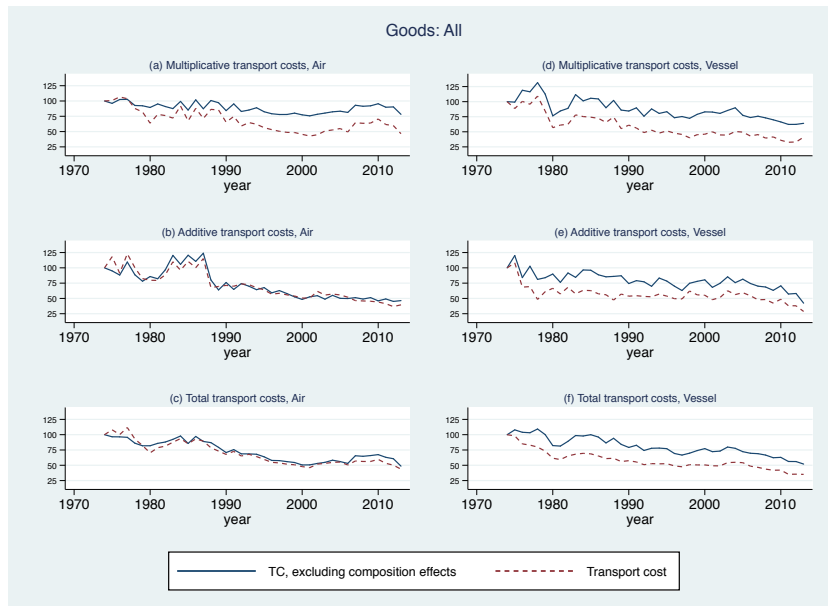 Goods: All
(a) Multiplicative transport costs, Air
125
100
75
50
25
1970 1980 1990 2000 2010
year
(d) Multiplicative transport costs, Vessel
125
100
75
50
25
1970 1980 1990 2000 2010
year
(b) Additive transport costs, Air
125
100
75
50
25
1970 1980 1990 2000 2010
year
(e) Additive transport costs, Vessel
125
100
75
50
25
1970 1980 1990 2000 2010
year
(c) Total transport costs, Air
125
100
75
50
25
1970 1980 1990 2000 2010
year
(f) Total transport costs, Vessel
125
100
75
50
25
1970 1980 1990 2000 2010
year
TC, excluding composition effects Transport cost